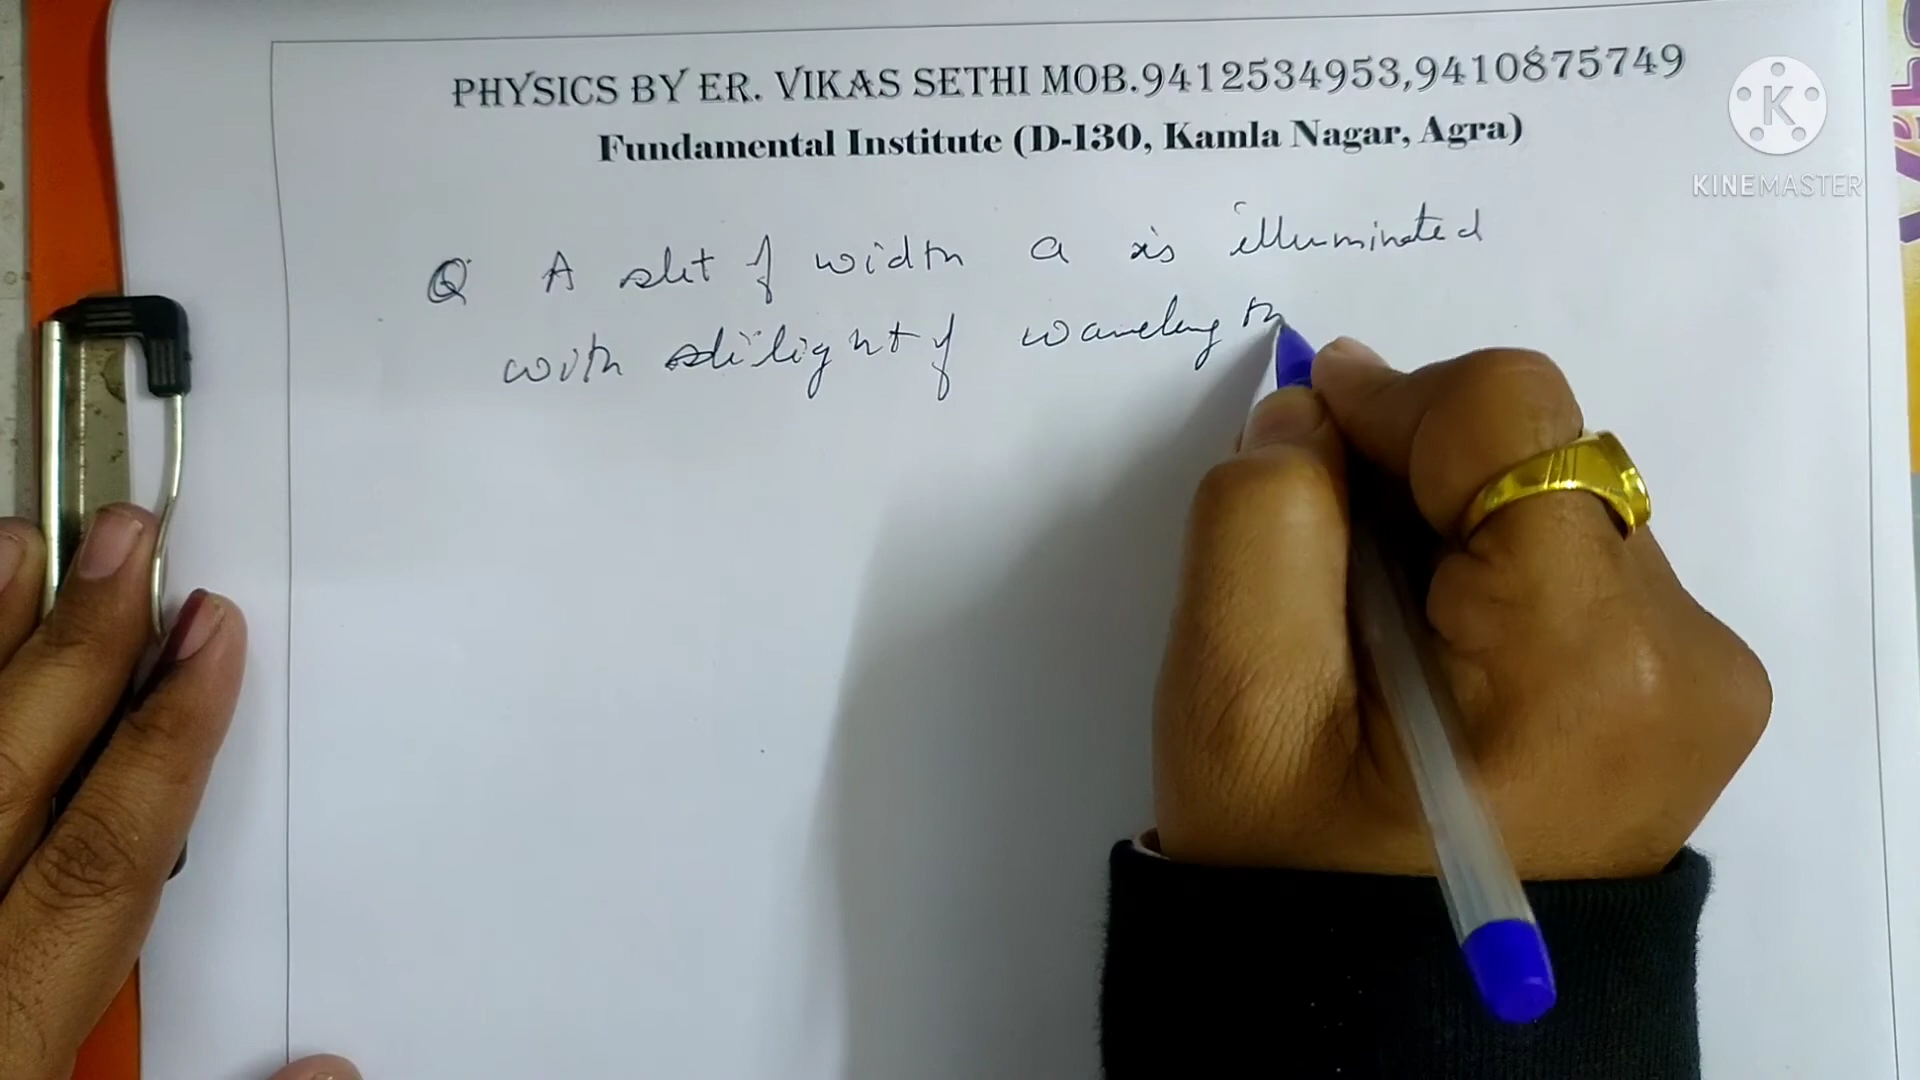 PHYSICS BY ER. VIKAS SETHI MOB.9412534953,9410875749
Fundamental Institute (D-130, Kamla Nagar, Agra)
K
KINEMASTER
Q A slit of width a is illuminated
with light of wavelength